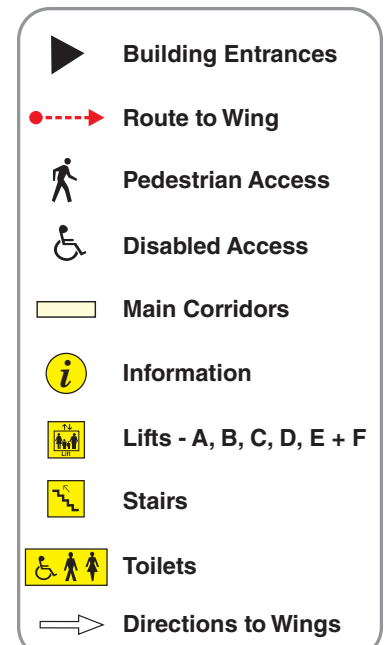 Building Entrances
Route to Wing
Pedestrian Access
Disabled Access
Main Corridors
i Information
Lift Lifts - A, B, C, D, E + F
Stairs
Toilets
Directions to Wings